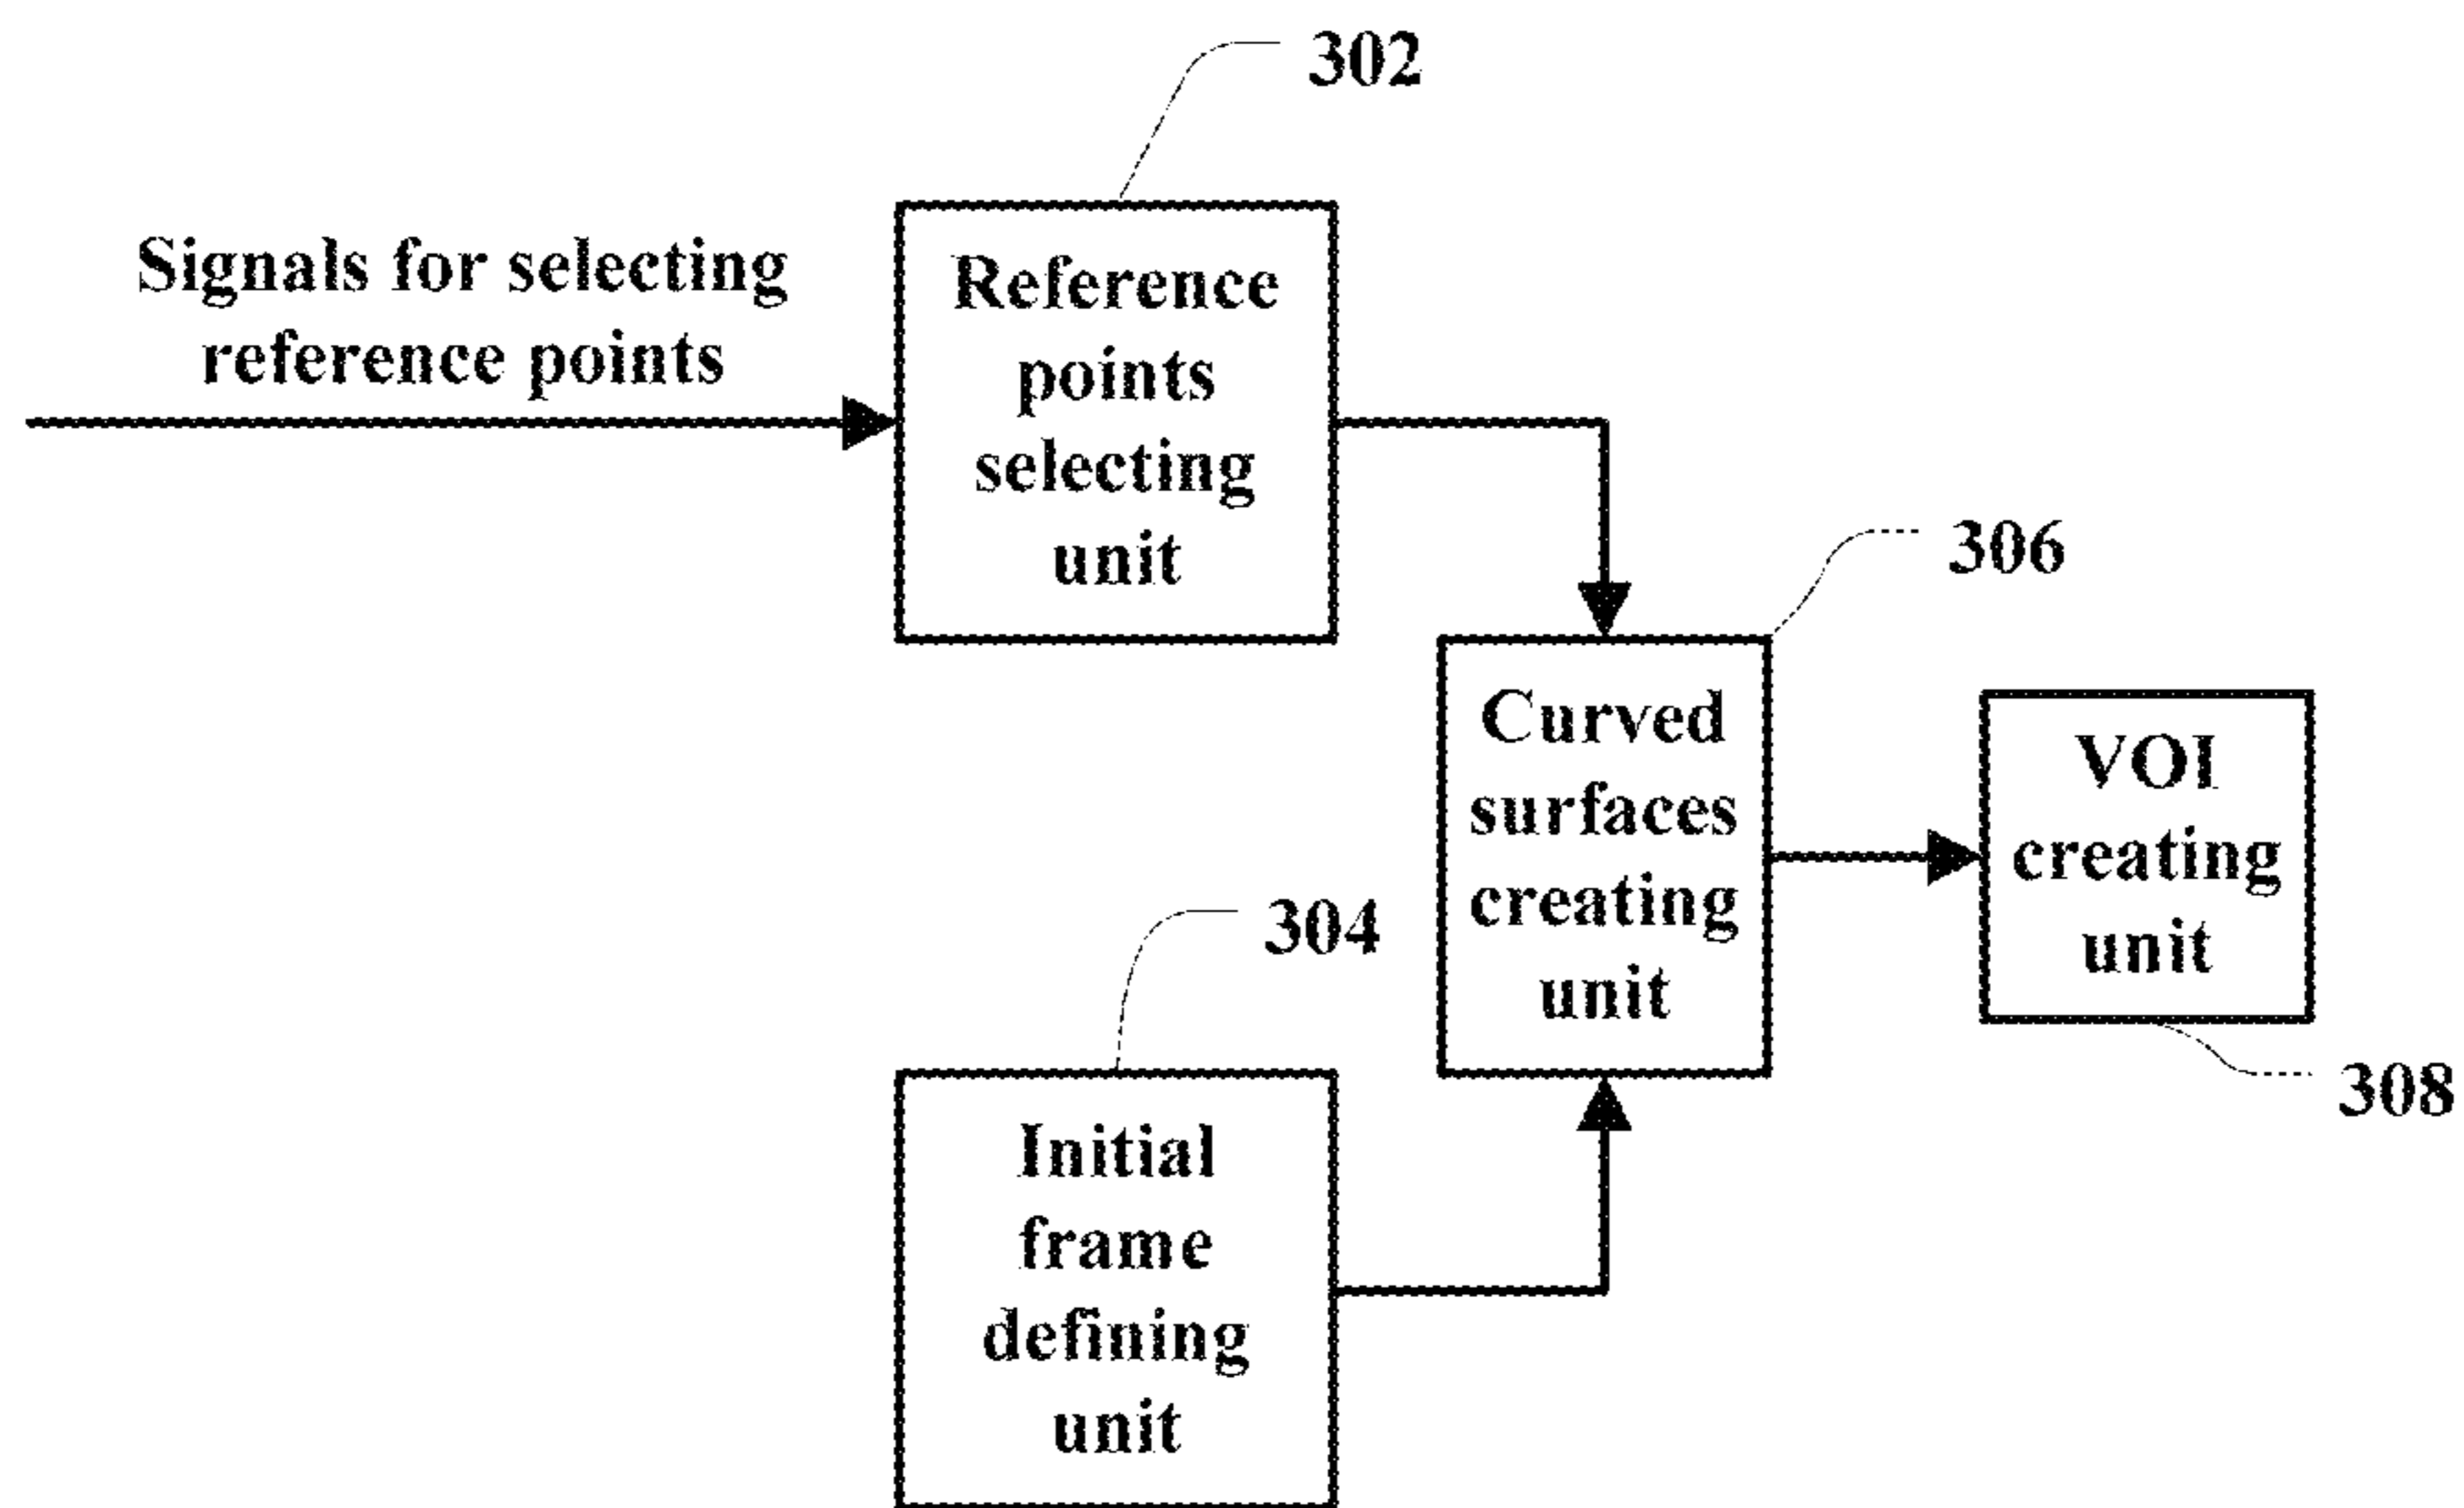 302
Signals for selecting
reference points
Reference
points
selecting
unit
306
Curved
surfaces
creating
unit
VOI
creating
unit
308
304
Initial
frame
defining
unit